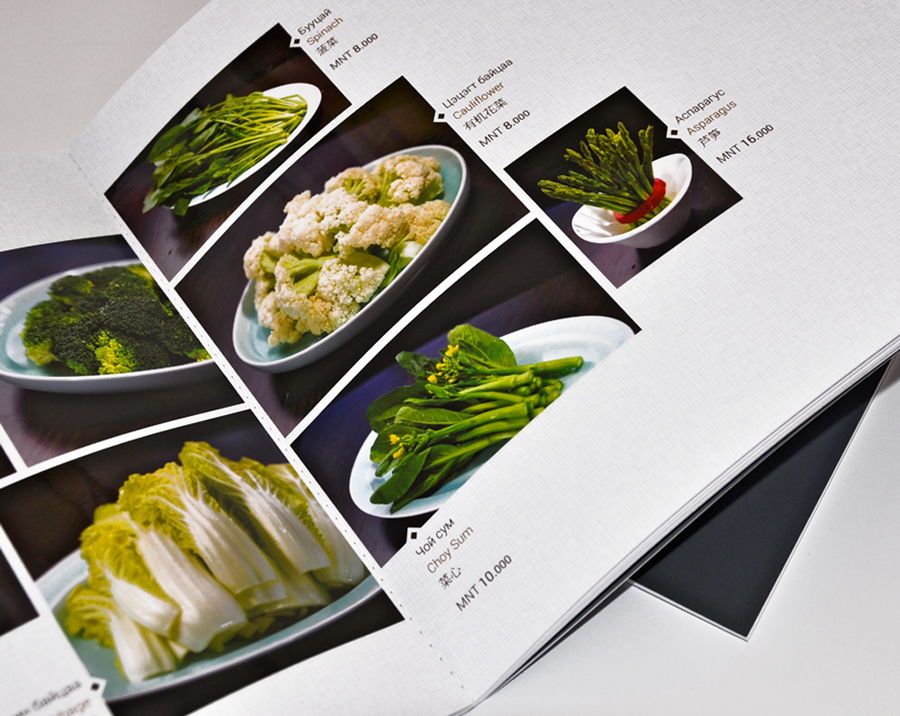 Бууцай
Spinach
菠菜
MNT 8.000
Цэцэгт байцаа
Cauliflower
有机花菜
MNT 8.000
Аспарагус
Asparagus
芦笋
MNT 16.000
Чой сум
Choy Sum
菜心
MNT 10.000
байцаа